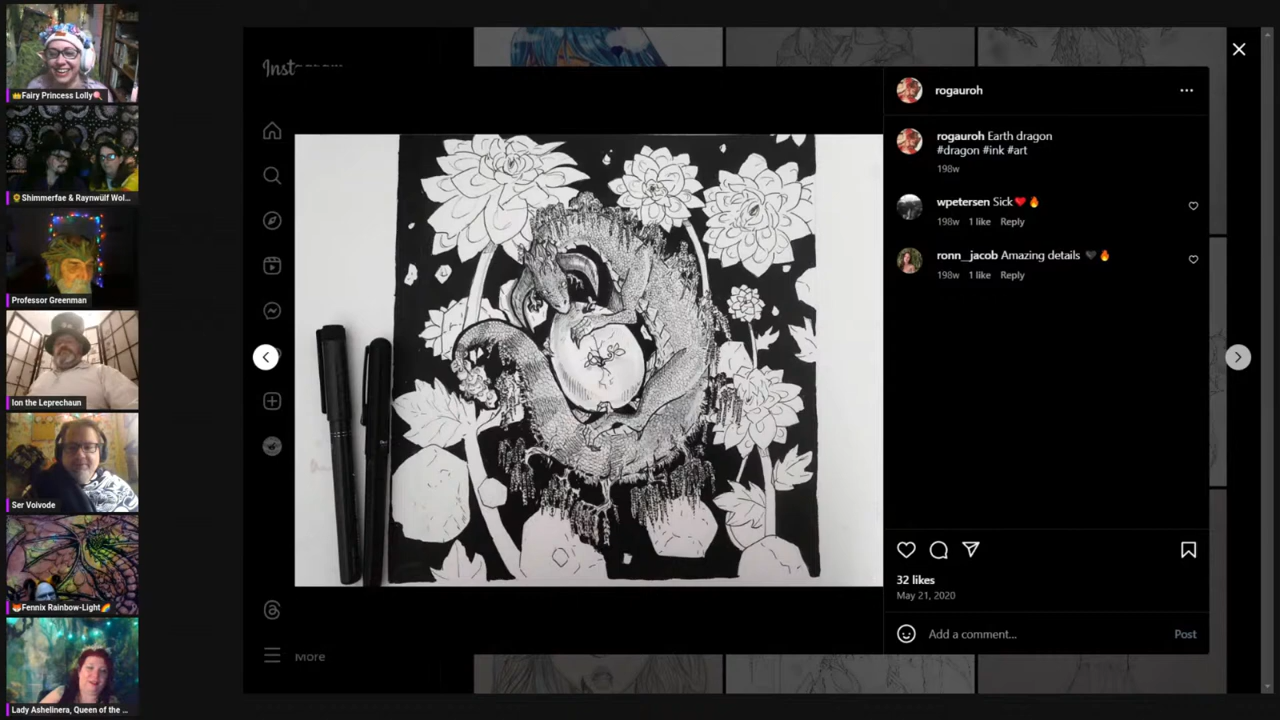 👑Fairy Princess Lolly🍭
🌻Shimmerfae & Raynwülf Wol...
Professor Greenman
Ion the Leprechaun
Ser Voivode
🦊Fennix Rainbow-Light🌈
Lady Ashelinera, Queen of the ...
More
rogauroh
rogauroh Earth dragon
#dragon #ink #art
198w
wpetersen Sick❤️🔥
198w 1 like Reply
ronn__jacob Amazing details 🖤🔥
198w 1 like Reply
32 likes
May 21, 2020
Add a comment...
Post